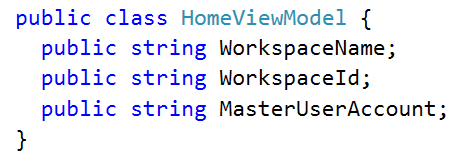 public class HomeViewModel {
  public string WorkspaceName;
  public string WorkspaceId;
  public string MasterUserAccount;
}